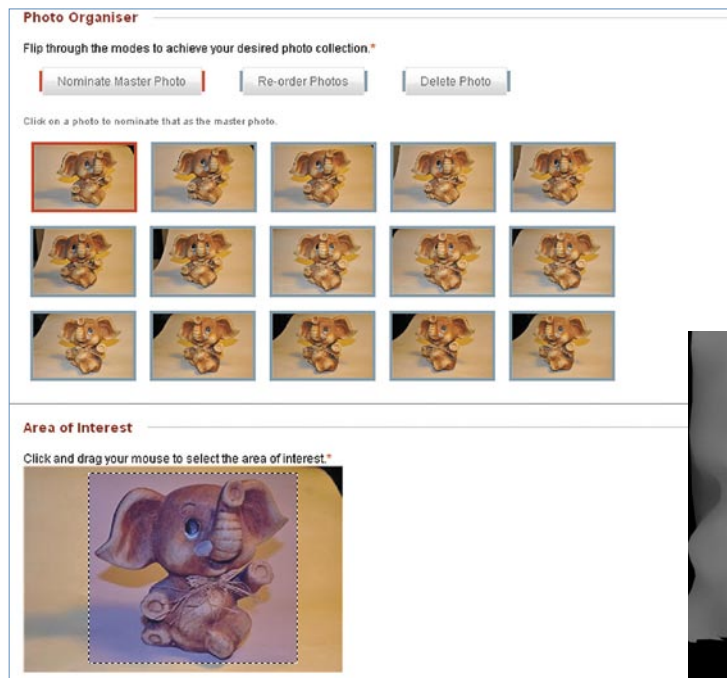 Photo Organiser
Flip through the modes to achieve your desired photo collection.*
Nominate Master Photo
Re-order Photos
Delete Photo
Click on a photo to nominate that as the master photo.
Area of Interest
Click and drag your mouse to select the area of interest.*